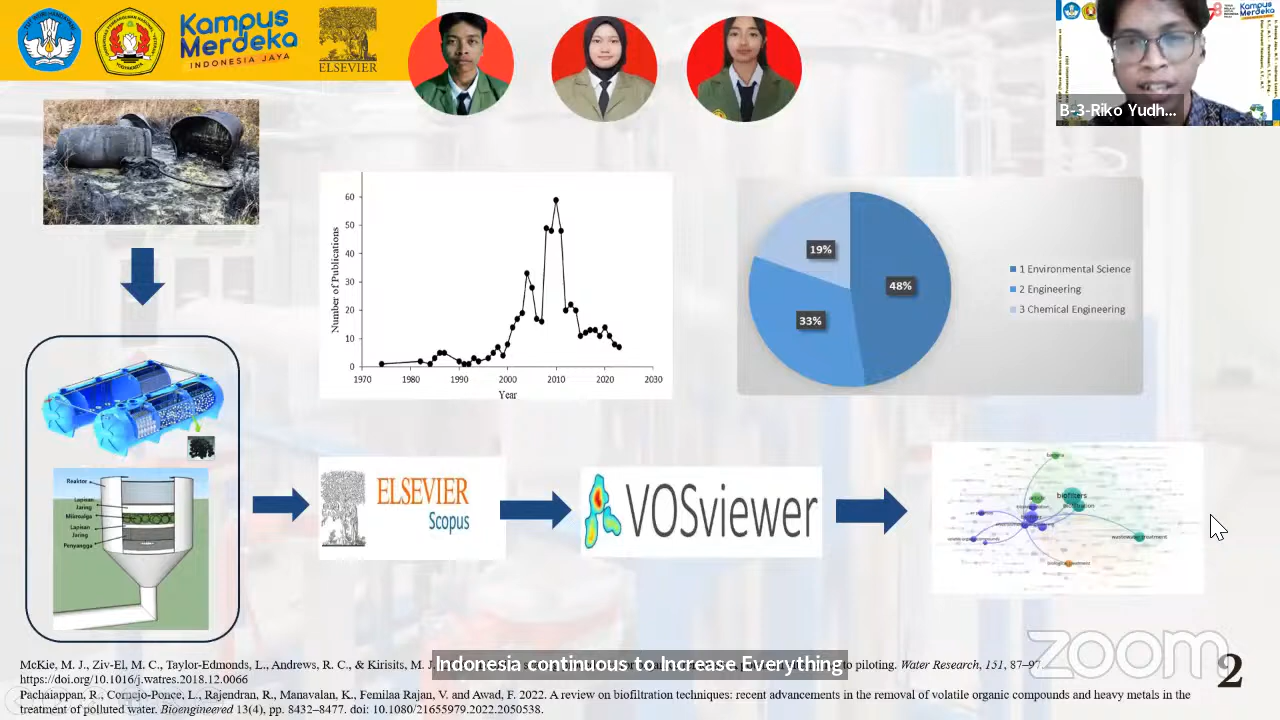 Kampus
Merdeka
INDONESIA JAYA
ELSEVIER
Kampus
Merdeka
B-3-Riko Yudh...
Number of Publications
60
50
40
30
20
10
0
1970
1980
1990
2000
2010
2020
2030
Year
19%
48%
33%
1 Environmental Science
2 Engineering
3 Chemical Engineering
Reaktor
Lapisan
Jaring
Mikroalga
Lapisan
Jaring
Penyangga
ELSEVIER
Scopus
VOSviewer
bacteria
biofilters
biofiltration
wastewater treatment
biological treatment
zoom
2
McKie, M. J., Ziv-El, M. C., Taylor-Edmonds, L., Andrews, R. C., & Kirisits, M. J
to piloting. Water Research, 151, 87–97.
https://doi.org/10.1016/j.watres.2018.12.0066
Indonesia continuous to Increase Everything
Pachaiappan, R., Cornejo-Ponce, L., Rajendran, R., Manavalan, K., Femilaa Rajan, V. and Awad, F. 2022. A review on biofiltration techniques: recent advancements in the removal of volatile organic compounds and heavy metals in the
treatment of polluted water. Bioengineered 13(4), pp. 8432–8477. doi: 10.1080/21655979.2022.2050538.